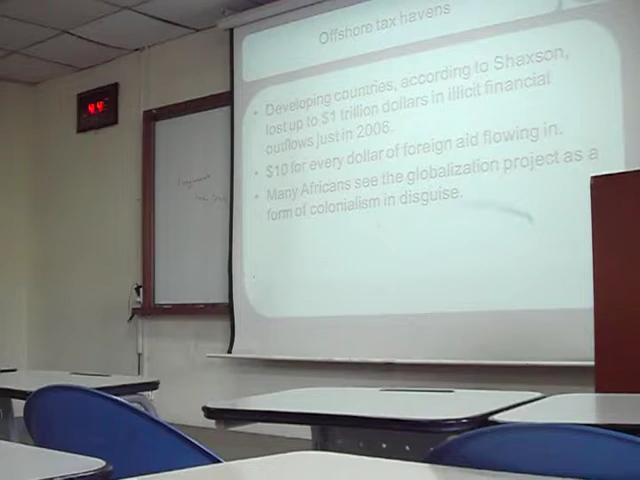 Offshore tax havens
• Developing countries, according to Shaxson,
lost up to $1 trillion dollars in illicit financial
outflows just in 2006.
• $10 for every dollar of foreign aid flowing in.
• Many Africans see the globalization project as a
form of colonialism in disguise.